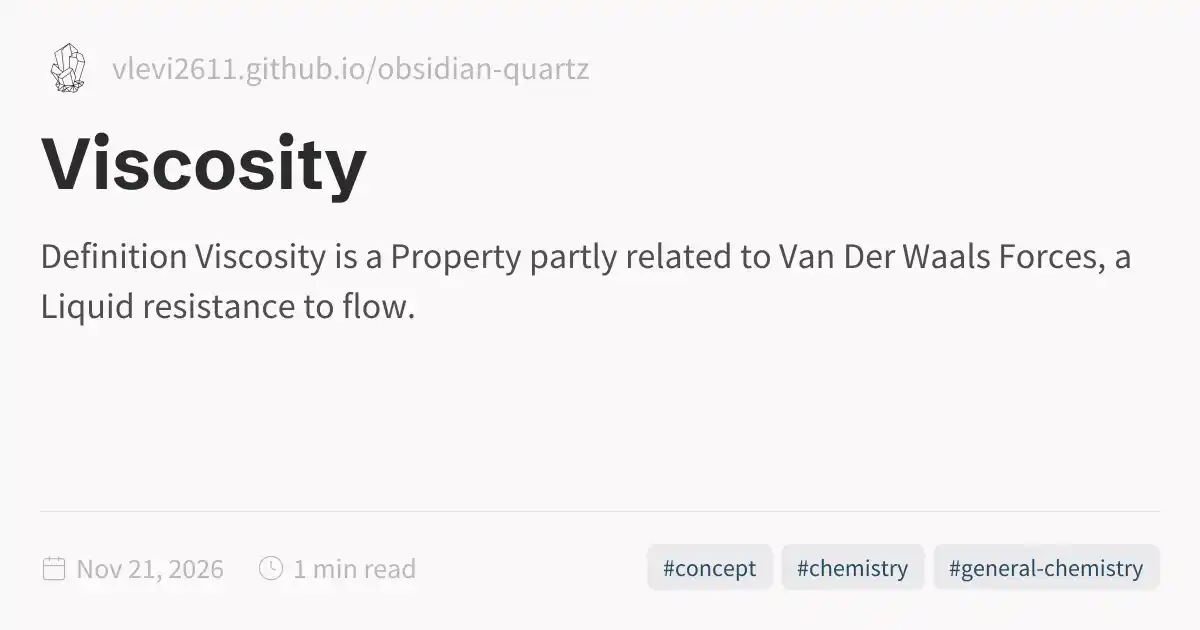 vlevi2611.github.io/obsidian-quartz
Viscosity
Definition Viscosity is a Property partly related to Van Der Waals Forces, a
Liquid resistance to flow.
Nov 21, 2026 1 min read #concept #chemistry #general-chemistry